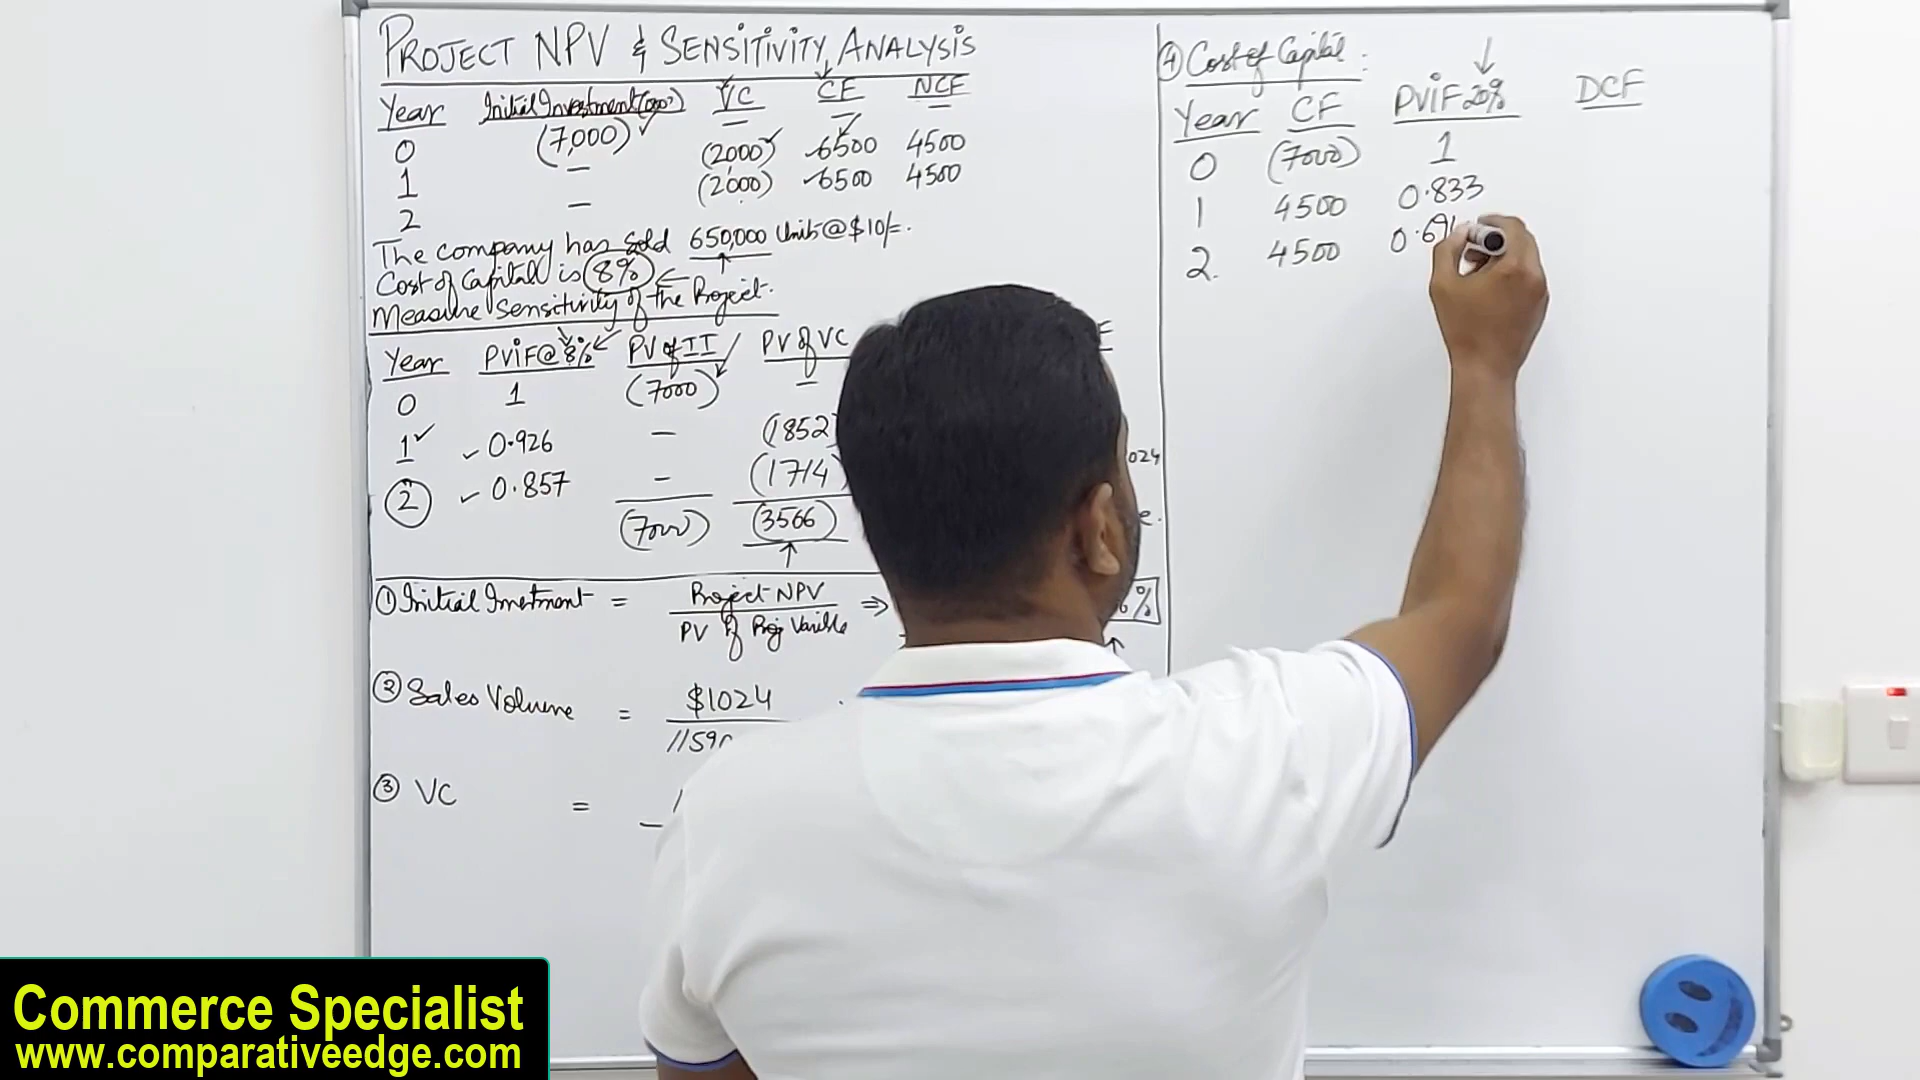 PROJECT NPV & SENSITIVITY ANALYSIS
Year Initial Investment (000's) VC CF NCF
0 (7,000) (2000) 6500 4500
1 - (2000) 6500 4500
2 -
The company has sold 650,000 Units @ $10/=.
Cost of Capital is 8%
Measure Sensitivity of the Project.
Year PViF@8% PV of II PV of VC
0 1 (7000) -
1 0.926 - (1852)
2 0.857 - (1714)
(7000) (3566)
① Initial Investment = Project NPV ⇒
PV of Proj Varible
② Sales Volume = $1024
③ VC =
④ Cost of Capital:
Year CF PViF 20% DCF
0 (7000) 1
1 4500 0.833
2. 4500 0.69
Commerce Specialist
www.comparativeedge.com